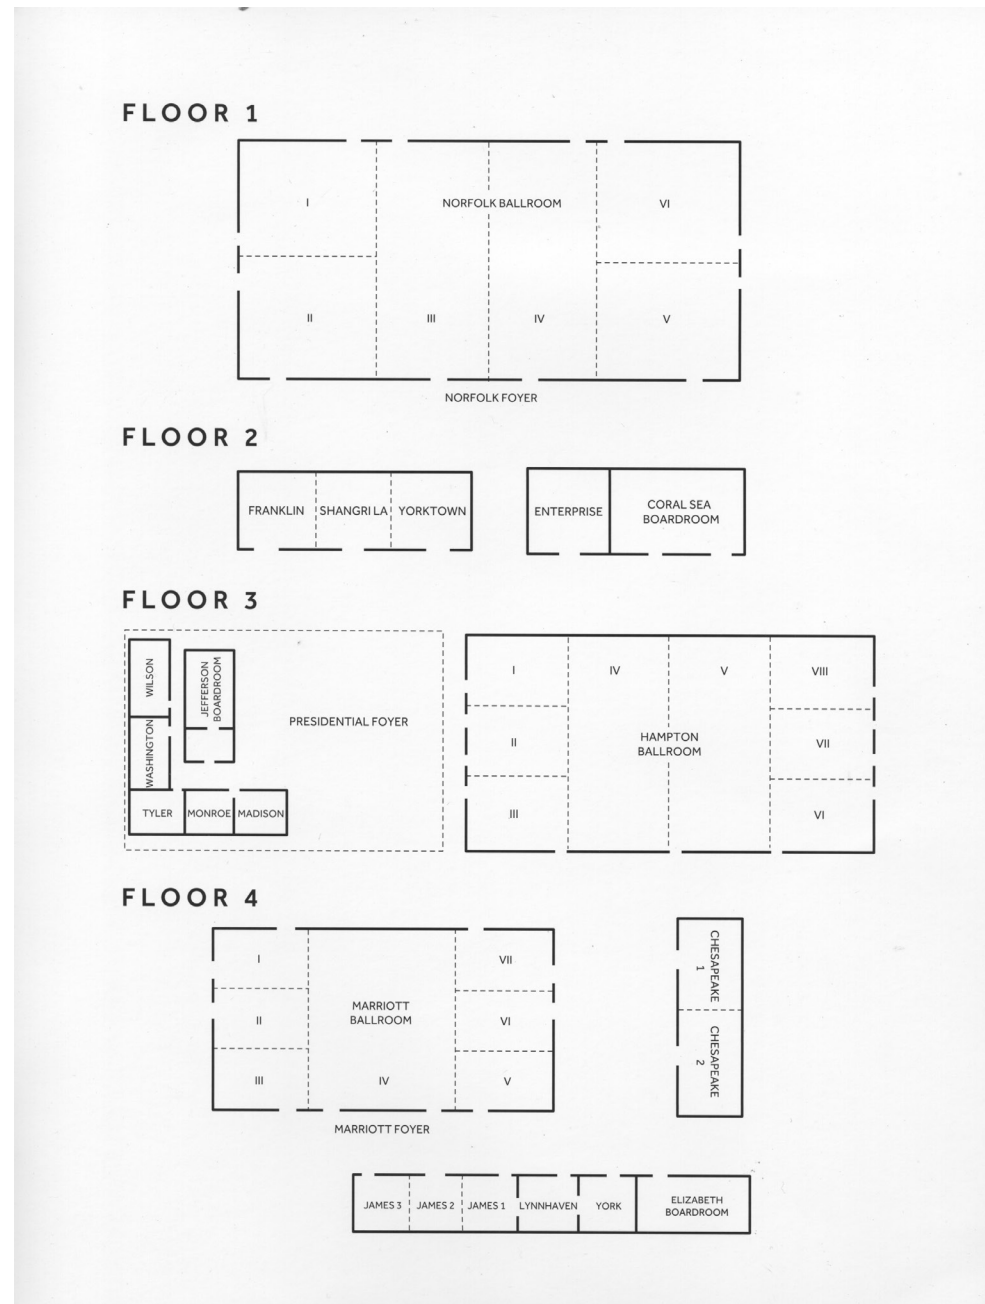 FLOOR 1
I
NORFOLK BALLROOM
VI
II
III
IV
V
NORFOLK FOYER
FLOOR 2
FRANKLIN
SHANGRI LA
YORKTOWN
ENTERPRISE
CORAL SEA
BOARDROOM
FLOOR 3
WILSON
WASHINGTON
JEFFERSON
BOARDROOM
TYLER
MONROE
MADISON
PRESIDENTIAL FOYER
I
IV
V
VIII
II
HAMPTON
BALLROOM
VII
III
VI
FLOOR 4
I
VII
MARRIOTT
BALLROOM
II
VI
III
IV
V
MARRIOTT FOYER
CHESAPEAKE
1
CHESAPEAKE
2
JAMES 3
JAMES 2
JAMES 1
LYNNHAVEN
YORK
ELIZABETH
BOARDROOM